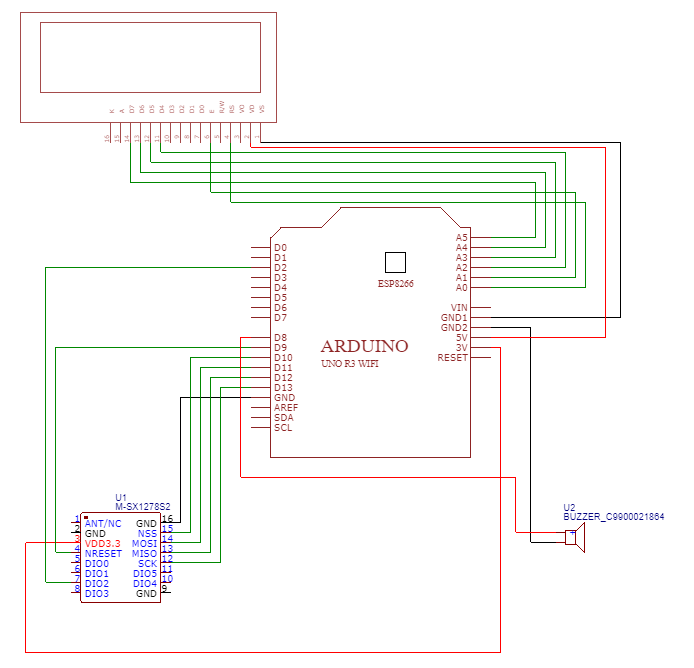 K A D7 D6 D5 D4 D3 D2 D1 D0 E R/W RS VO VD VS
16 15 14 13 12 11 10 9 8 7 6 5 4 3 2 1
D0
D1
D2
D3
D4
D5
D6
D7
D8
D9
D10
D11
D12
D13
GND
AREF
SDA
SCL
ESP8266
ARDUINO
UNO R3 WIFI
A5
A4
A3
A2
A1
A0
VIN
GND1
GND2
5V
3V
RESET
U1
M-SX1278S2
1 ANT/NC GND 16
2 GND NSS 15
3 VDD3.3 MOSI 14
4 NRESET MISO 13
5 DIO0 SCK 12
6 DIO1 DIO5 11
7 DIO2 DIO4 10
8 DIO3 GND 9
U2
BUZZER_C9900021864
+